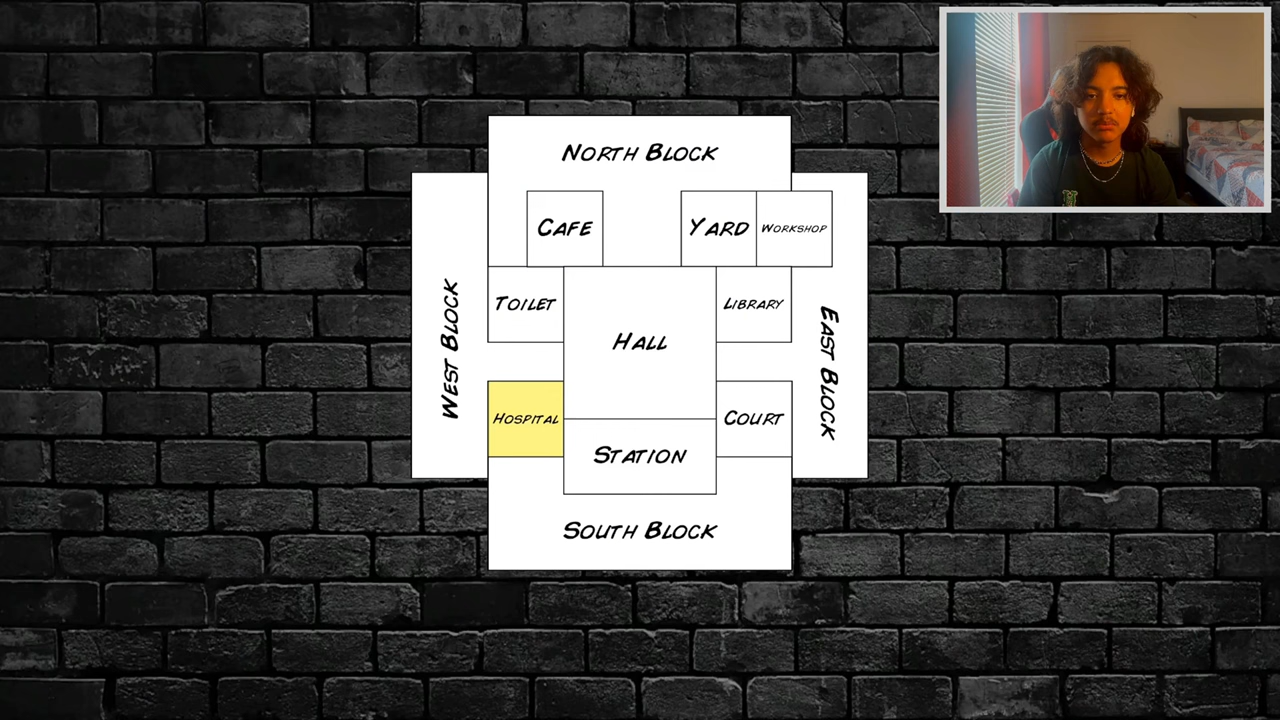 NORTH BLOCK
CAFE
YARD
WORKSHOP
TOILET
HALL
LIBRARY
WEST BLOCK
EAST BLOCK
HOSPITAL
COURT
STATION
SOUTH BLOCK